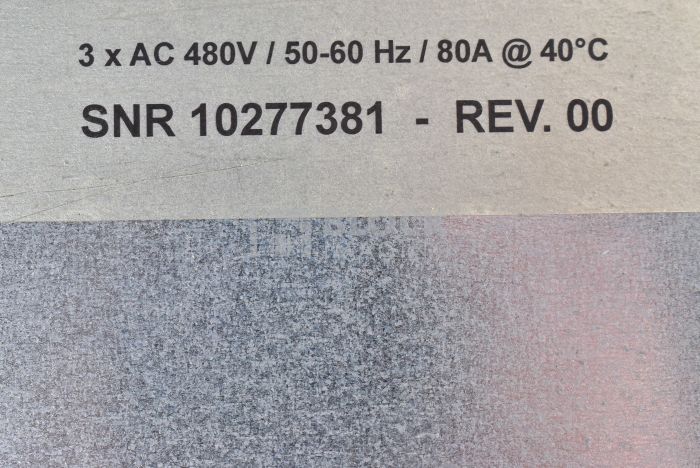 3 x AC 480V / 50-60 Hz / 80A @ 40°C
SNR 10277381 - REV. 00